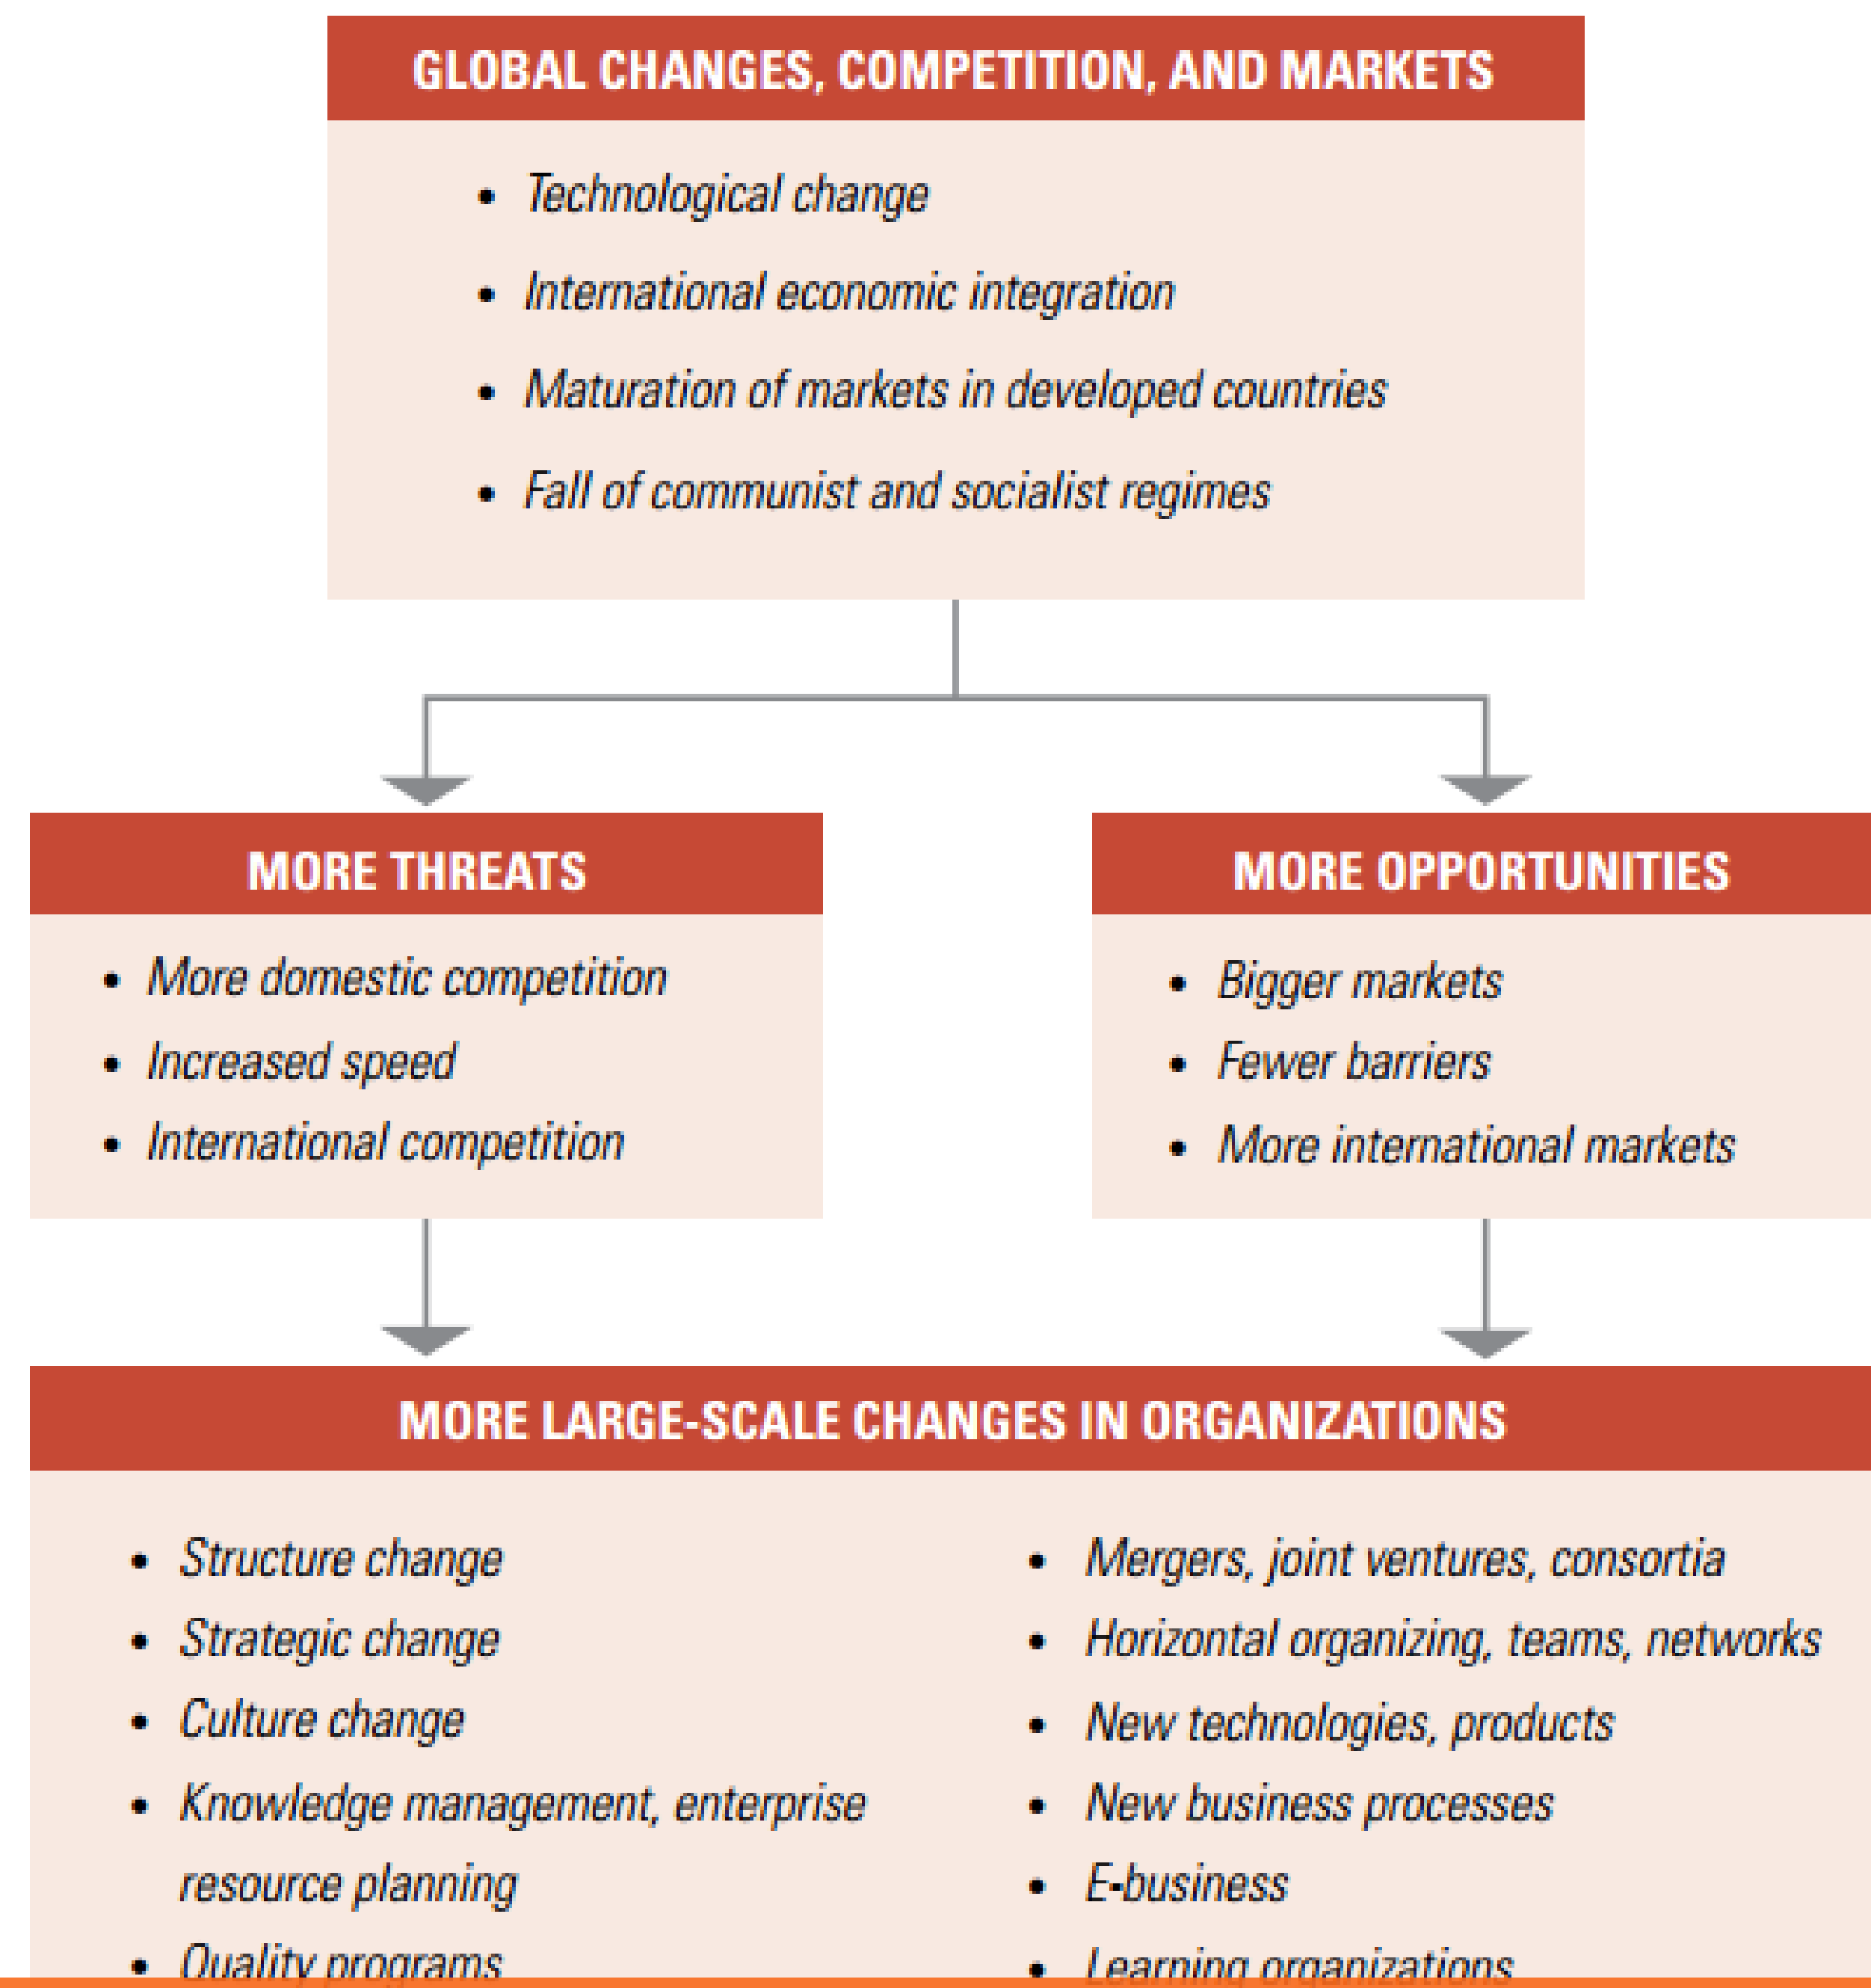 GLOBAL CHANGES, COMPETITION, AND MARKETS
• Technological change
• International economic integration
• Maturation of markets in developed countries
• Fall of communist and socialist regimes
MORE THREATS
• More domestic competition
• Increased speed
• International competition
MORE OPPORTUNITIES
• Bigger markets
• Fewer barriers
• More international markets
MORE LARGE-SCALE CHANGES IN ORGANIZATIONS
• Structure change
• Strategic change
• Culture change
• Knowledge management, enterprise
resource planning
• Quality programs
• Mergers, joint ventures, consortia
• Horizontal organizing, teams, networks
• New technologies, products
• New business processes
• E-business
• Learning organizations